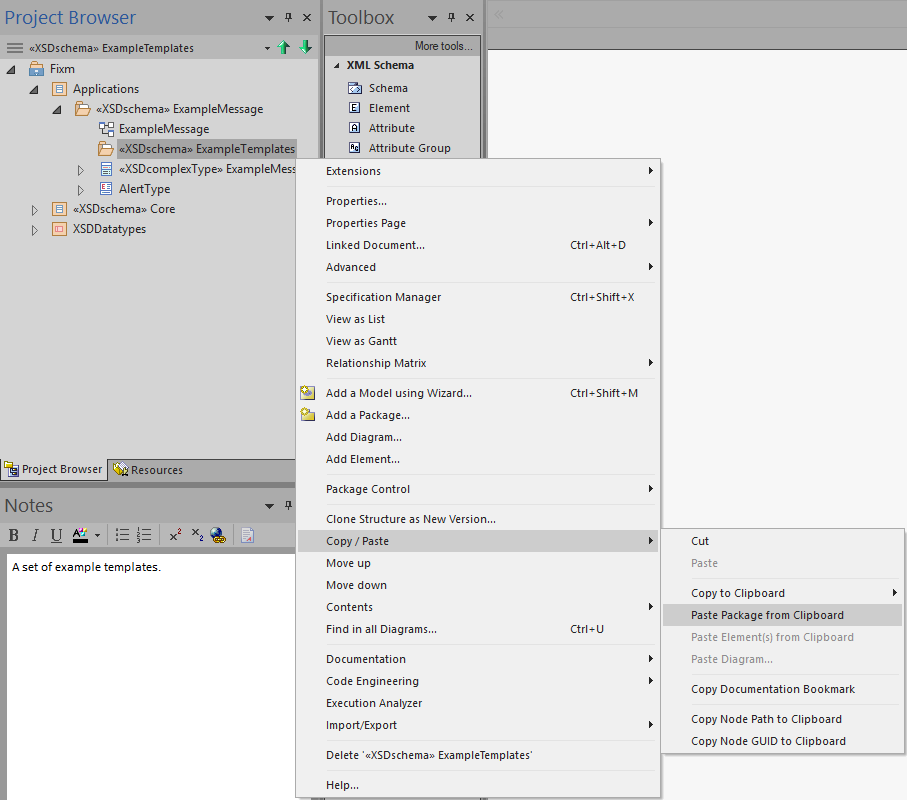 Project Browser
«XSDschema» ExampleTemplates
Fixm
Applications
«XSDschema» ExampleMessage
ExampleMessage
«XSDschema» ExampleTemplates
«XSDcomplexType» ExampleMess
AlertType
«XSDschema» Core
XSDDatatypes
Project Browser
Resources
Notes
B I U A x² x₂
A set of example templates.
Toolbox
More tools...
XML Schema
Schema
E Element
A Attribute
Attribute Group
Extensions
Properties...
Properties Page
Linked Document... Ctrl+Alt+D
Advanced
Specification Manager Ctrl+Shift+X
View as List
View as Gantt
Relationship Matrix
Add a Model using Wizard... Ctrl+Shift+M
Add a Package...
Add Diagram...
Add Element...
Package Control
Clone Structure as New Version...
Copy / Paste
Move up
Move down
Contents
Find in all Diagrams... Ctrl+U
Documentation
Code Engineering
Execution Analyzer
Import/Export
Delete '«XSDschema» ExampleTemplates'
Help...
Cut
Paste
Copy to Clipboard
Paste Package from Clipboard
Paste Element(s) from Clipboard
Paste Diagram...
Copy Documentation Bookmark
Copy Node Path to Clipboard
Copy Node GUID to Clipboard